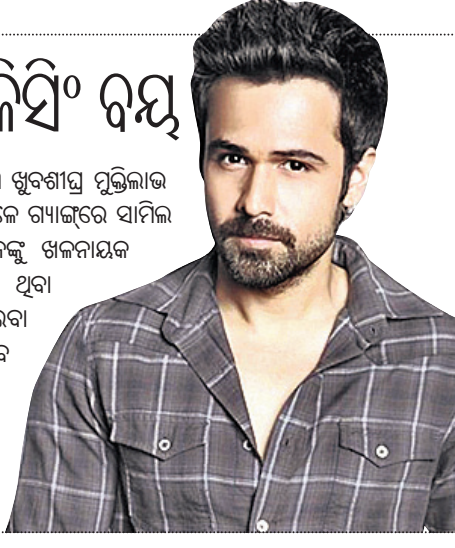 ସିଂ ବୟ
ଖୁବଶୀଘ୍ର ମୁକ୍ତିଲାଭ
ଗ୍ୟାଙ୍ଗ୍‌ରେ ସାମିଲ
ଖଳନାୟକ
ଥିବା